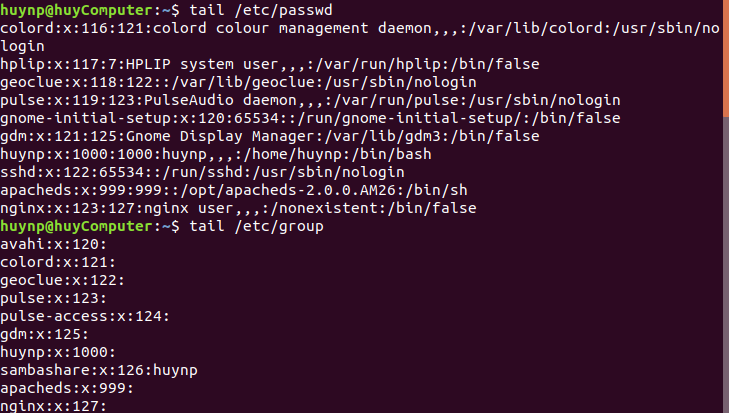 huynp@huyComputer:~$ tail /etc/passwd
colord:x:116:121:colord colour management daemon,,,:/var/lib/colord:/usr/sbin/no
login
hplip:x:117:7:HPLIP system user,,,:/var/run/hplip:/bin/false
geoclue:x:118:122::/var/lib/geoclue:/usr/sbin/nologin
pulse:x:119:123:PulseAudio daemon,,,:/var/run/pulse:/usr/sbin/nologin
gnome-initial-setup:x:120:65534::/run/gnome-initial-setup/:/bin/false
gdm:x:121:125:Gnome Display Manager:/var/lib/gdm3:/bin/false
huynp:x:1000:1000:huynp,,,:/home/huynp:/bin/bash
sshd:x:122:65534::/run/sshd:/usr/sbin/nologin
apacheds:x:999:999::/opt/apacheds-2.0.0.AM26:/bin/sh
nginx:x:123:127:nginx user,,,:/nonexistent:/bin/false
huynp@huyComputer:~$ tail /etc/group
avahi:x:120:
colord:x:121:
geoclue:x:122:
pulse:x:123:
pulse-access:x:124:
gdm:x:125:
huynp:x:1000:
sambashare:x:126:huynp
apacheds:x:999:
nginx:x:127: